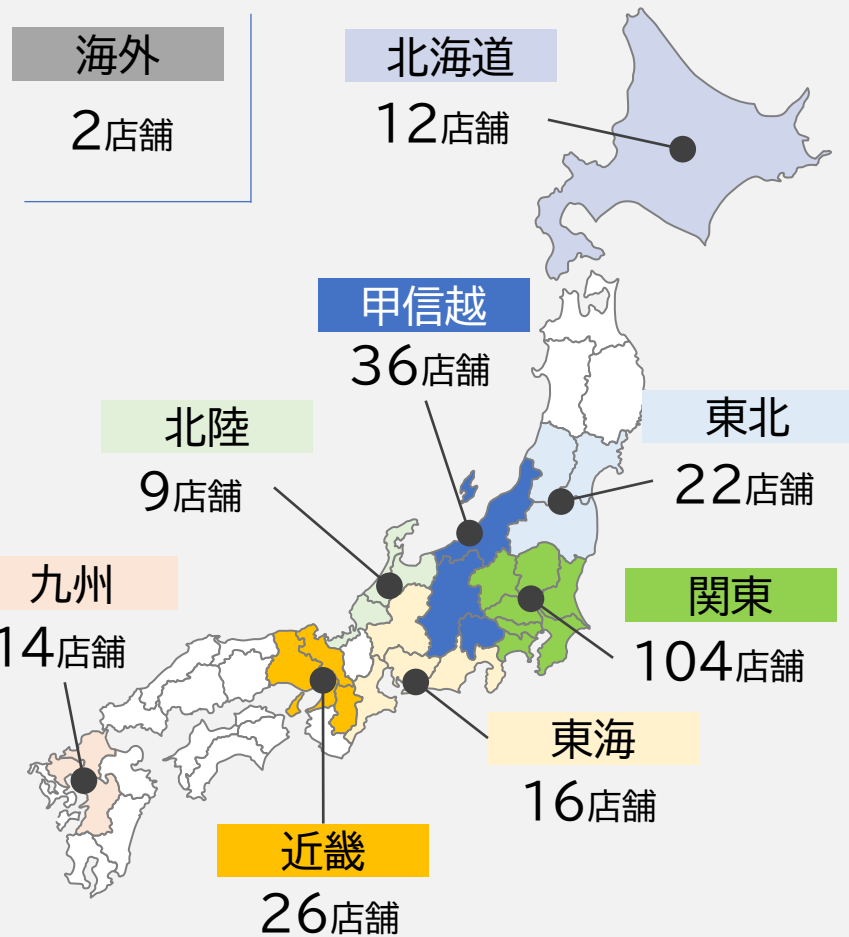 海外
2店舗
北海道
12店舗
甲信越
36店舗
北陸
9店舗
東北
22店舗
九州
14店舗
関東
104店舗
東海
16店舗
近畿
26店舗